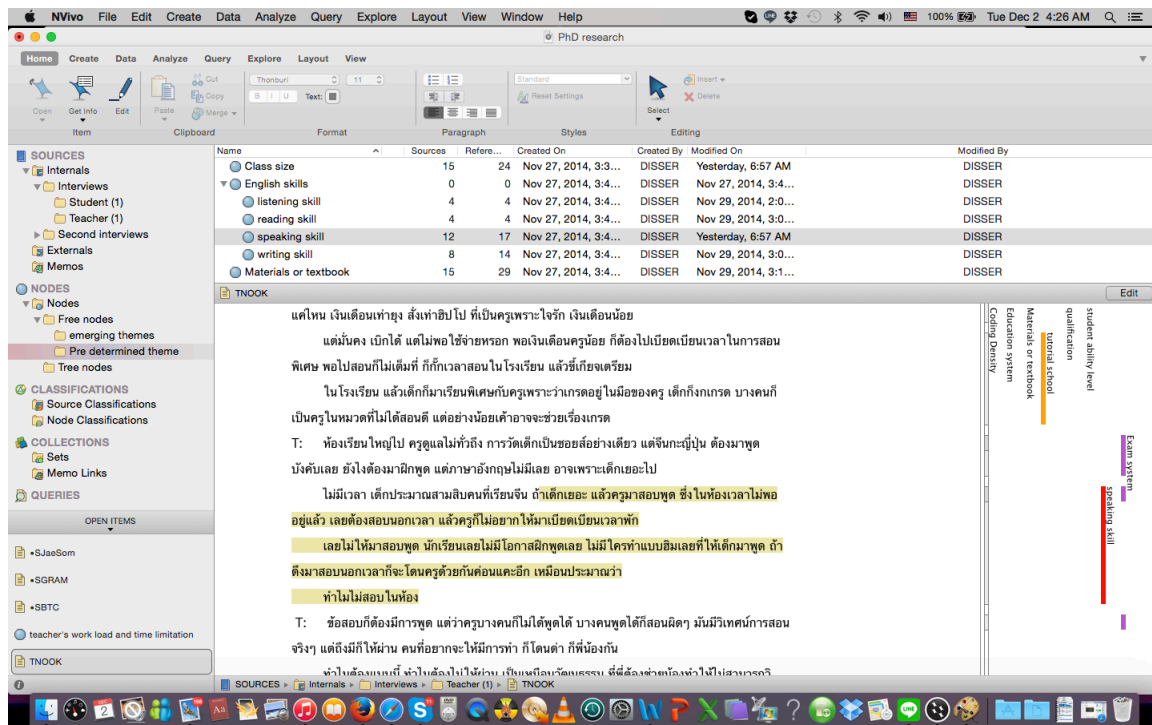 NVivo File Edit Create Data Analyze Query Explore Layout View Window Help 100% Tue Dec 2 4:26 AM
PhD research
Home Create Data Analyze Query Explore Layout View
Open Get Info Edit Paste Cut Copy Merge Thonburi 11 B I U Text: Standard Reset Settings Select Insert Delete
Item Clipboard Format Paragraph Styles Editing
SOURCES
Internals
Interviews
Student (1)
Teacher (1)
Second interviews
Externals
Memos
NODES
Nodes
Free nodes
emerging themes
Pre determined theme
Tree nodes
CLASSIFICATIONS
Source Classifications
Node Classifications
COLLECTIONS
Sets
Memo Links
QUERIES
OPEN ITEMS
•SJaeSom
•SGRAM
•SBTC
teacher's work load and time limitation
TNOOK
Name Sources Refere... Created On Created By Modified On Modified By
Class size 15 24 Nov 27, 2014, 3:3... DISSER Yesterday, 6:57 AM DISSER
English skills 0 0 Nov 27, 2014, 3:4... DISSER Nov 27, 2014, 3:4... DISSER
listening skill 4 4 Nov 27, 2014, 3:4... DISSER Nov 29, 2014, 2:0... DISSER
reading skill 4 4 Nov 27, 2014, 3:4... DISSER Nov 29, 2014, 3:0... DISSER
speaking skill 12 17 Nov 27, 2014, 3:4... DISSER Yesterday, 6:57 AM DISSER
writing skill 8 14 Nov 27, 2014, 3:4... DISSER Nov 29, 2014, 3:0... DISSER
Materials or textbook 15 29 Nov 27, 2014, 3:4... DISSER Nov 29, 2014, 3:1... DISSER
TNOOK Edit
แค่ไหน เงินเดือนเท่ายุง สั่งเท่าฮิปโป ที่เป็นครูเพราะใจรัก เงินเดือนน้อย
แต่มั่นคง เบิกได้ แต่ไม่พอใช้จ่ายหรอก พอเงินเดือนครูน้อย ก็ต้องไปเบียดเบียนเวลาในการสอน
พิเศษ พอไปสอนก็ไม่เต็มที่ ก็กั๊กเวลาสอนในโรงเรียน แล้วขี้เกียจเตรียม
ในโรงเรียน แล้วเด็กก็มาเรียนพิเศษกับครูเพราะว่าเกรดอยู่ในมือของครู เด็กก็งกเกรด บางคนก็
เป็นครูในหมวดที่ไม่ได้สอนดี แต่อย่างน้อยเค้าอาจจะช่วยเรื่องเกรด
T: ห้องเรียนใหญ่ไป ครูดูแลไม่ทั่วถึง การวัดเด็กเป็นชอยส์อย่างเดียว แต่จีนกะญี่ปุ่น ต้องมาพูด
บังคับเลย ยังไงต้องมาฝึกพูด แต่ภาษาอังกฤษไม่มีเลย อาจเพราะเด็กเยอะไป
ไม่มีเวลา เด็กประมาณสามสิบคนที่เรียนจีน ถ้าเด็กเยอะ แล้วครูมาสอบพูด ซึ่งในห้องเวลาไม่พอ
อยู่แล้ว เลยต้องสอบนอกเวลา แล้วครูก็ไม่อยากให้มาเบียดเบียนเวลาพัก
เลยไม่ให้มาสอบพูด นักเรียนเลยไม่มีโอกาสฝึกพูดเลย ไม่มีใครทำแบบฮิมเลยที่ให้เด็กมาพูด ถ้า
ดึงมาสอบนอกเวลาก็จะโดนครูด้วยกันค่อนแคะอีก เหมือนประมาณว่า
ทำไมไม่สอบในห้อง
T: ข้อสอบก็ต้องมีการพูด แต่ว่าครูบางคนก็ไม่ได้พูดได้ บางคนพูดได้ก็สอนผิดๆ มันมีวิเทศน์การสอน
จริงๆ แต่ถึงมีก็ให้ผ่าน คนที่อยากจะให้มีการทำ ก็โดนด่า ก็พี่น้องกัน
Coding Density
Education system
Materials or textbook
tutorial school
qualification
student ability level
Exam system
speaking skill
SOURCES Internals Interviews Teacher (1) TNOOK